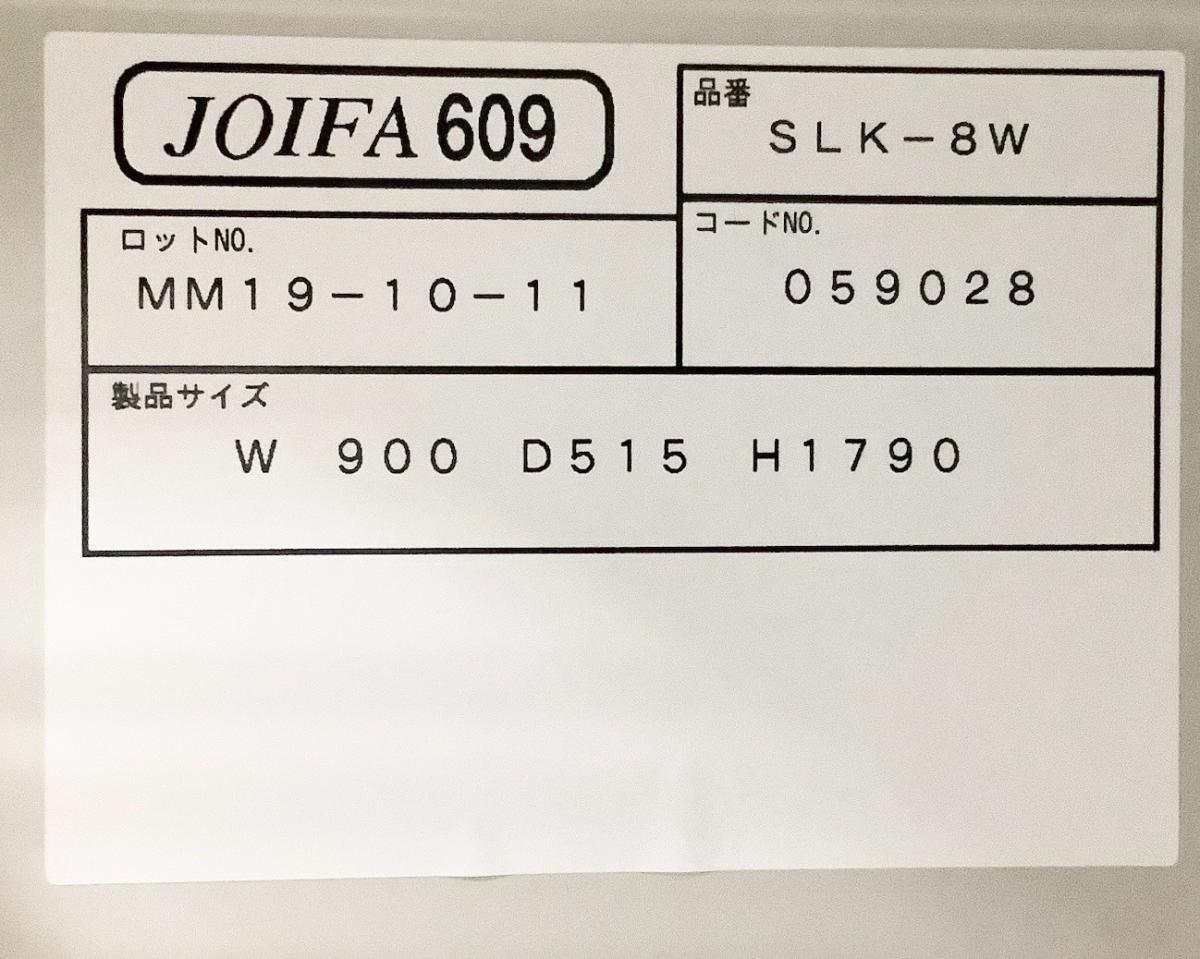 JOIFA 609
品番
SLK-8W
ロットNO.
MM19-10-11
コードNO.
059028
製品サイズ
W 900 D515 H1790